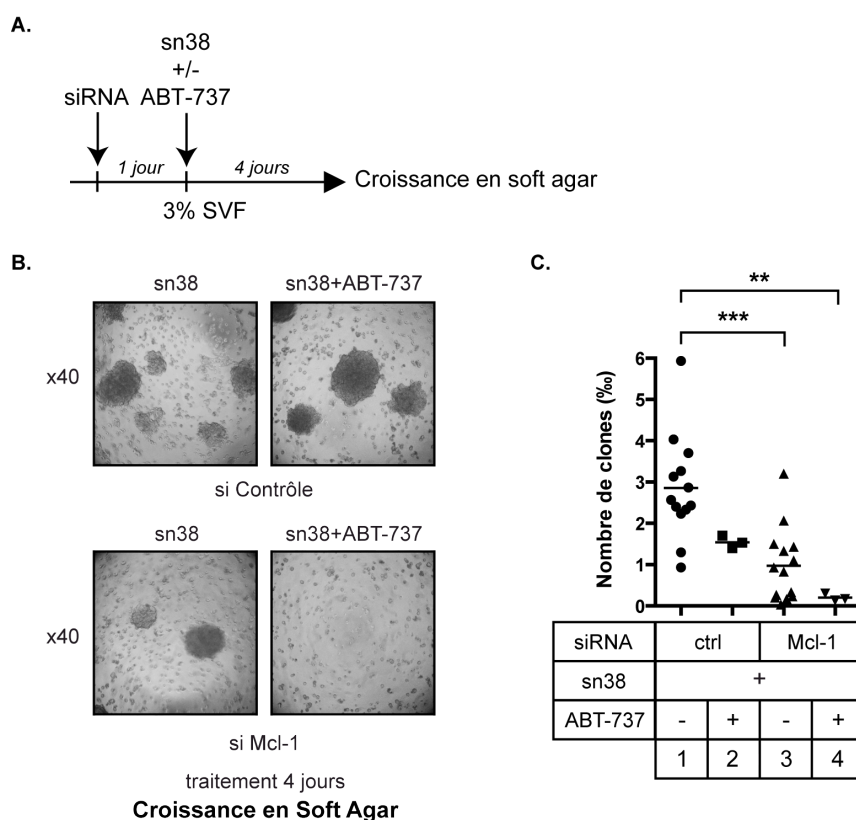 A.
sn38
+/-
siRNA ABT-737
1 jour 4 jours
Croissance en soft agar
3% SVF
B.
sn38 sn38+ABT-737
x40
si Contrôle
sn38 sn38+ABT-737
x40
si Mcl-1
traitement 4 jours
Croissance en Soft Agar
C.
**
***
Nombre de clones (‰)
6
5
4
3
2
1
0
siRNA ctrl Mcl-1
sn38 +
ABT-737 - + - +
1 2 3 4